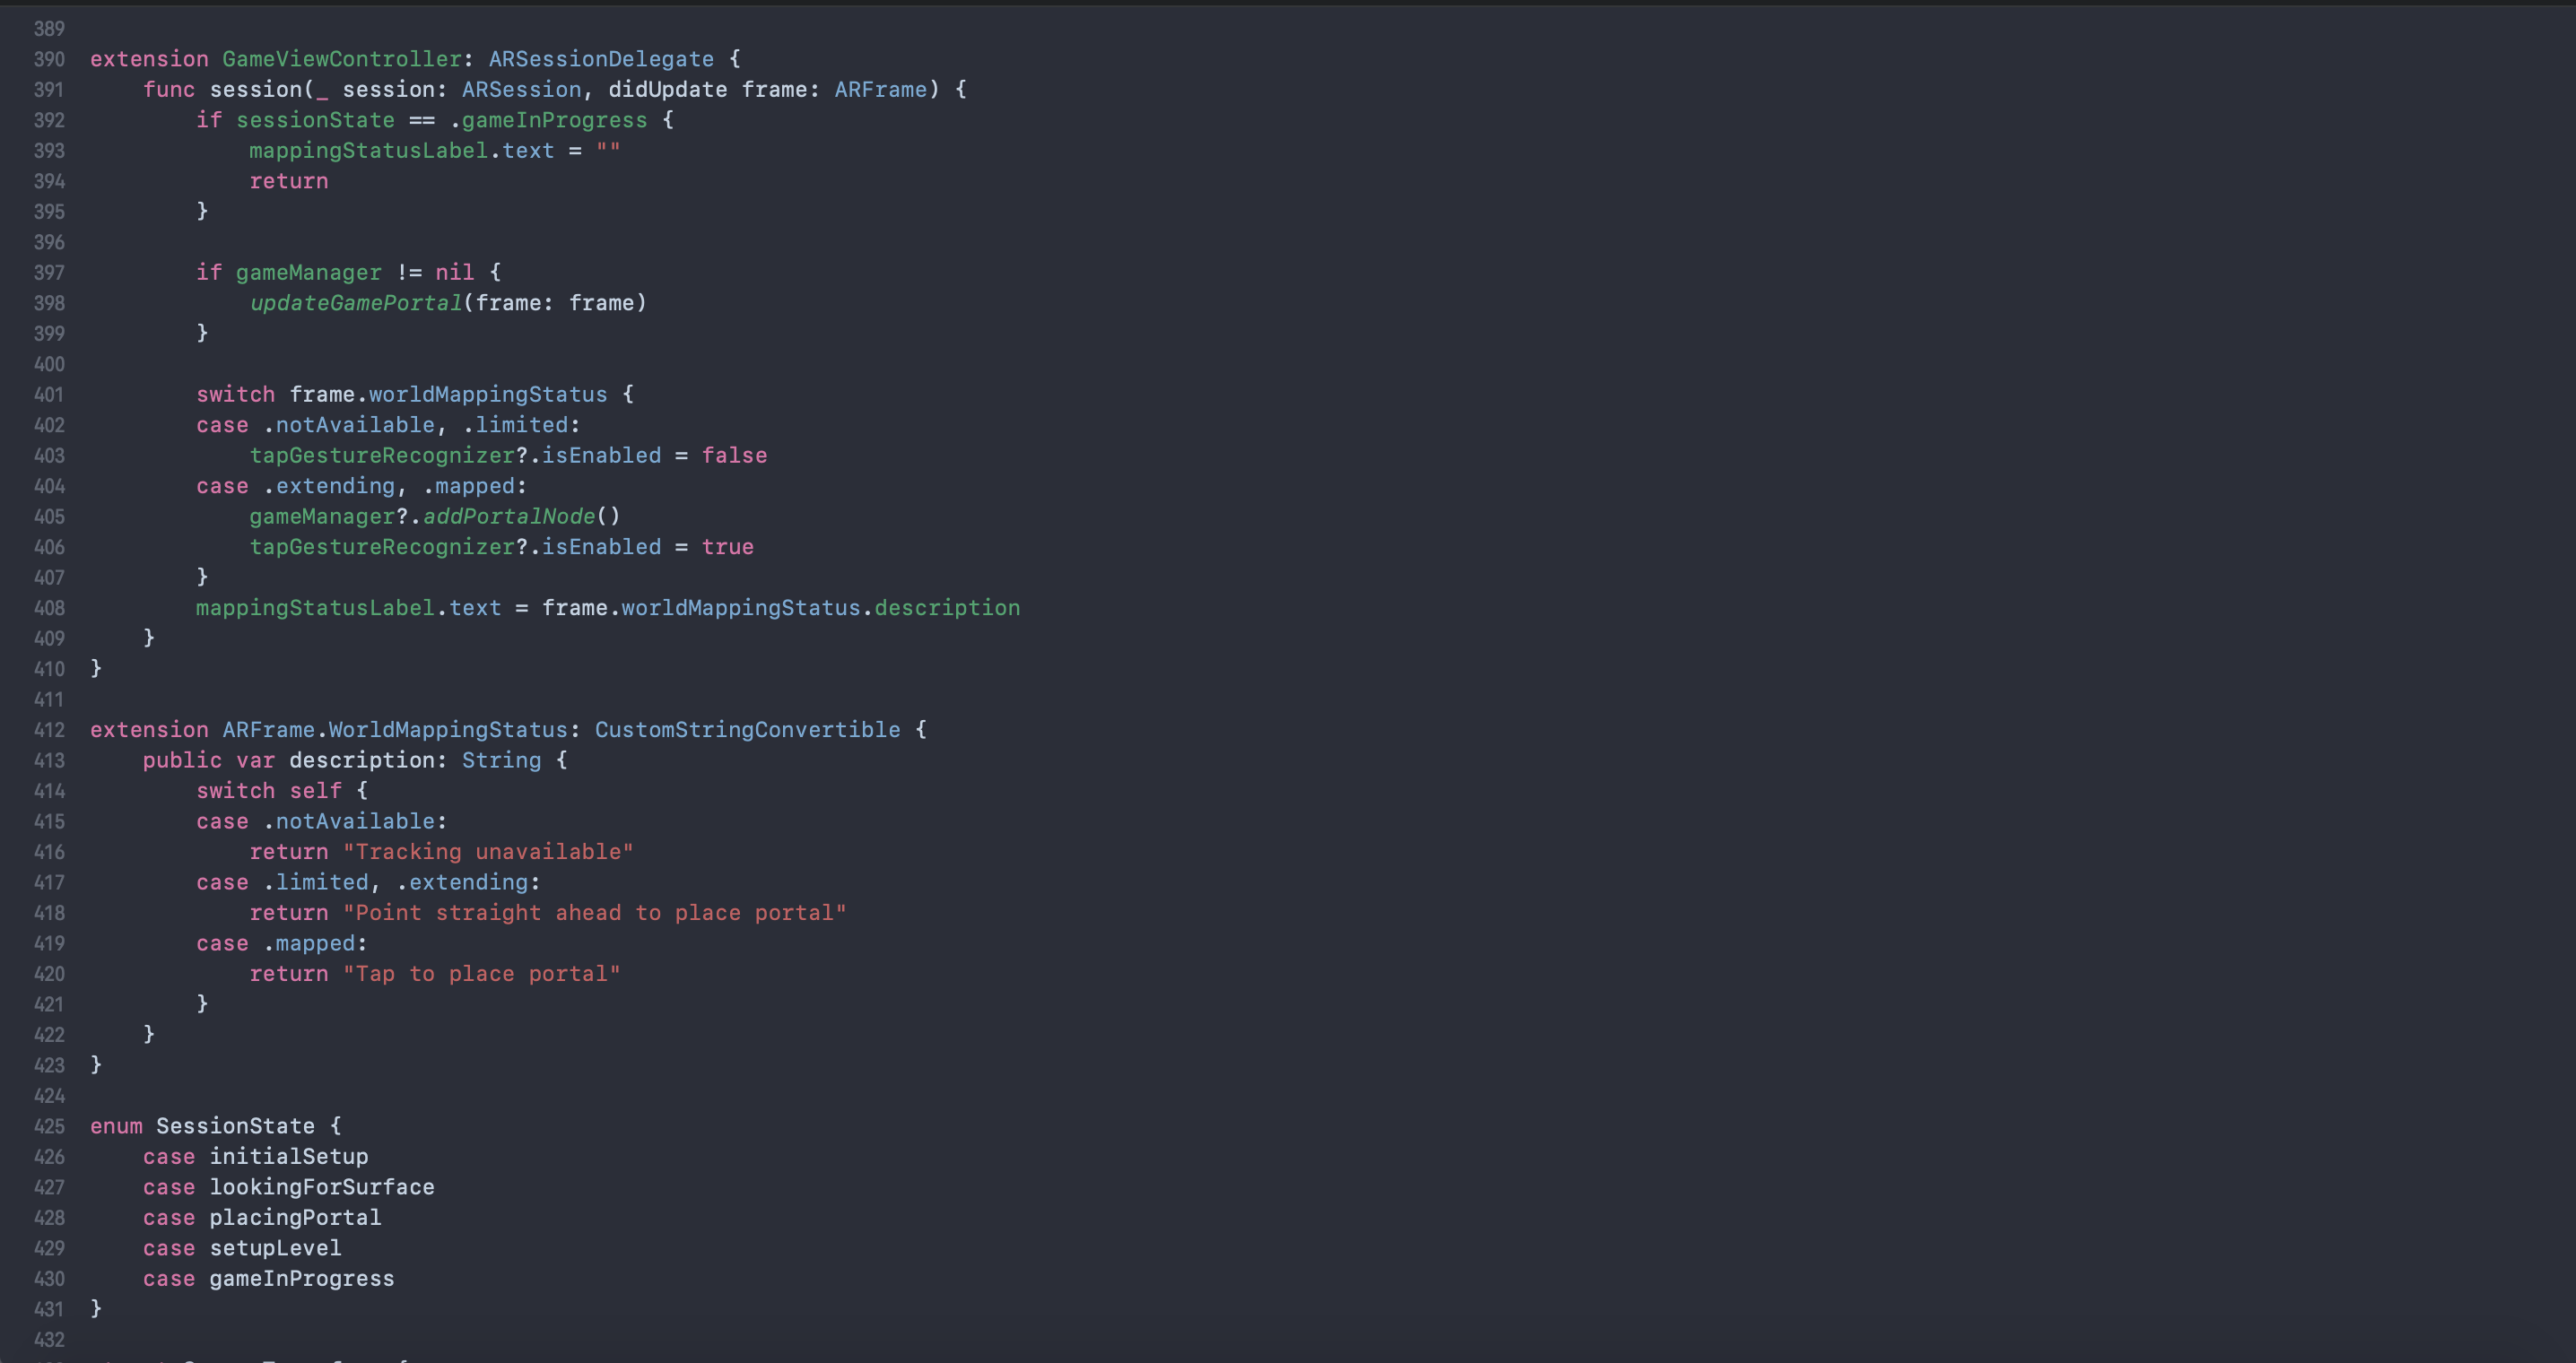 389
390 extension GameViewController: ARSessionDelegate {
391     func session(_ session: ARSession, didUpdate frame: ARFrame) {
392         if sessionState == .gameInProgress {
393             mappingStatusLabel.text = ""
394             return
395         }
396
397         if gameManager != nil {
398             updateGamePortal(frame: frame)
399         }
400
401         switch frame.worldMappingStatus {
402         case .notAvailable, .limited:
403             tapGestureRecognizer?.isEnabled = false
404         case .extending, .mapped:
405             gameManager?.addPortalNode()
406             tapGestureRecognizer?.isEnabled = true
407         }
408         mappingStatusLabel.text = frame.worldMappingStatus.description
409     }
410 }
411
412 extension ARFrame.WorldMappingStatus: CustomStringConvertible {
413     public var description: String {
414         switch self {
415         case .notAvailable:
416             return "Tracking unavailable"
417         case .limited, .extending:
418             return "Point straight ahead to place portal"
419         case .mapped:
420             return "Tap to place portal"
421         }
422     }
423 }
424
425 enum SessionState {
426     case initialSetup
427     case lookingForSurface
428     case placingPortal
429     case setupLevel
430     case gameInProgress
431 }
432